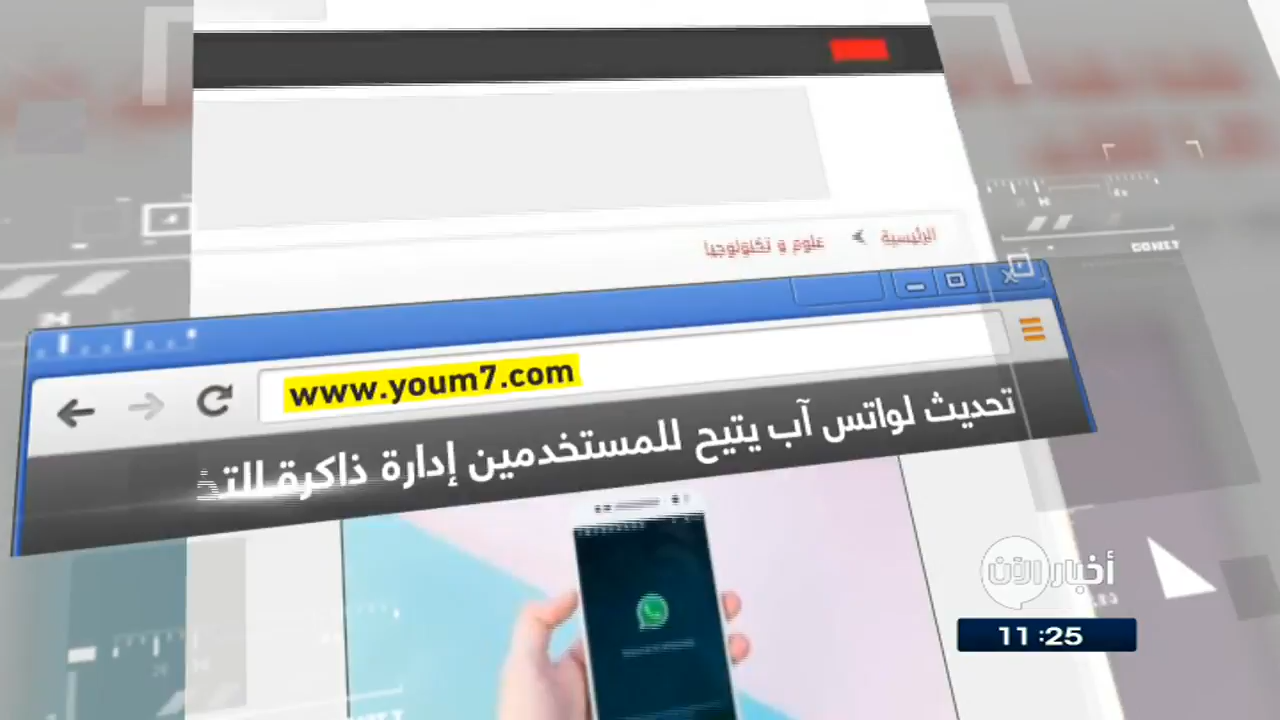 الرئيسية > علوم و تكنولوجيا
www.youm7.com
تحديث لواتس آب يتيح للمستخدمين إدارة ذاكرة
أخبار الآن
11:25